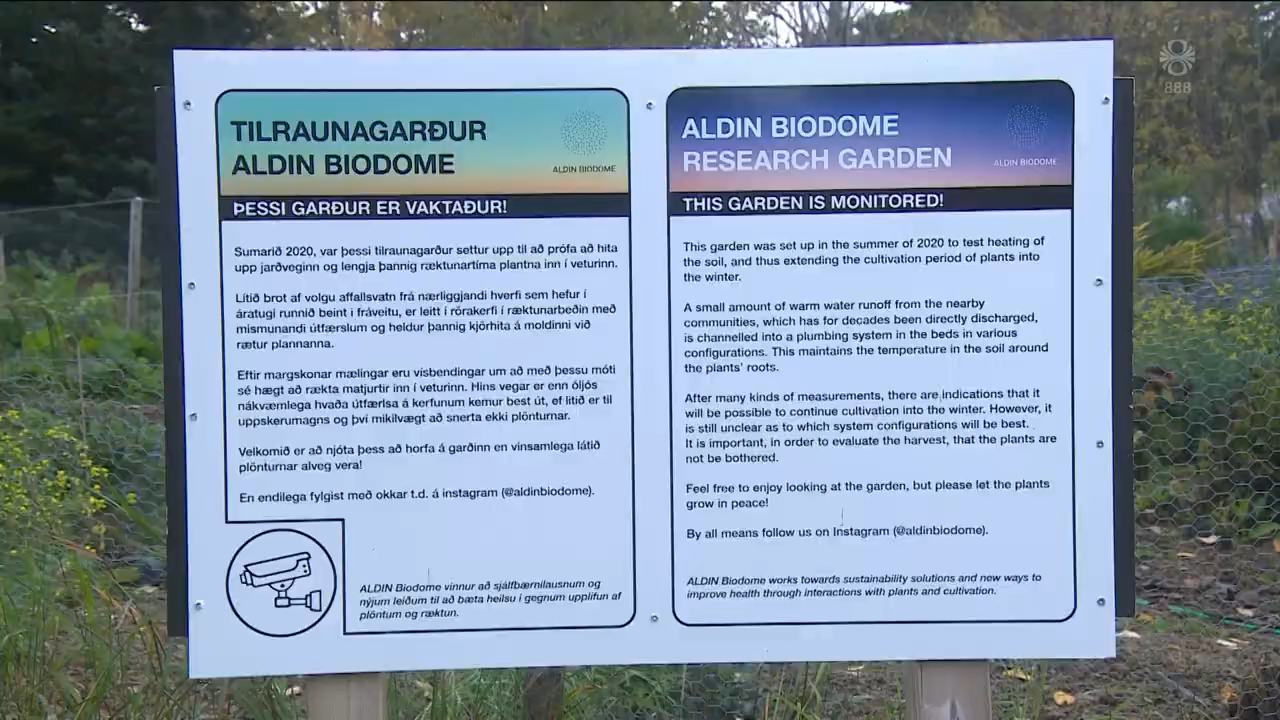 TILRAUNAGARÐUR
ALDIN BIODOME
ALDIN BIODOME
ÞESSI GARÐUR ER VAKTAÐUR!
Sumarið 2020, var þessi tilraunagarður settur upp til að prófa að hita
upp jarðveginn og lengja þannig ræktunartíma plantna inn í veturinn.
Lítið brot af volgu affallsvatn frá nærliggjandi hverfi sem hefur í
áratugi runnið beint í fráveitu, er leitt í rörakerfi í ræktunarbeðin með
mismunandi útfærslum og heldur þannig kjörhita á moldinni við
rætur plannanna.
Eftir margskonar mælingar eru vísbendingar um að með þessu móti
sé hægt að rækta matjurtir inn í veturinn. Hins vegar er enn óljós
nákvæmlega hvaða útfærlsa á kerfunum kemur best út, ef litið er til
uppskerumagns og því mikilvægt að snerta ekki plönturnar.
Velkomið er að njóta þess að horfa á garðinn en vinsamlega látið
plönturnar alveg vera!
En endilega fylgist með okkar t.d. á instagram (@aldinbiodome).
ALDIN Biodome vinnur að sjálfbærnilausnum og
nýjum leiðum til að bæta heilsu í gegnum upplifun af
plöntum og ræktun.
ALDIN BIODOME
RESEARCH GARDEN
ALDIN BIODOME
THIS GARDEN IS MONITORED!
This garden was set up in the summer of 2020 to test heating of
the soil, and thus extending the cultivation period of plants into
the winter.
A small amount of warm water runoff from the nearby
communities, which has for decades been directly discharged,
is channelled into a plumbing system in the beds in various
configurations. This maintains the temperature in the soil around
the plants' roots.
After many kinds of measurements, there are indications that it
will be possible to continue cultivation into the winter. However, it
is still unclear as to which system configurations will be best.
It is important, in order to evaluate the harvest, that the plants are
not be bothered.
Feel free to enjoy looking at the garden, but please let the plants
grow in peace!
By all means follow us on Instagram (@aldinbiodome).
ALDIN Biodome works towards sustainability solutions and new ways to
improve health through interactions with plants and cultivation.
888